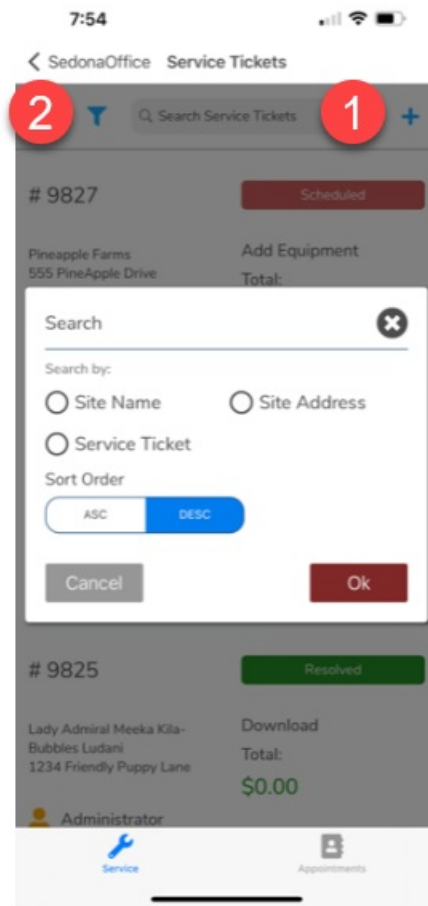 7:54
SedonaOffice Service Tickets
2 Search Service Tickets 1 +
# 9827 Scheduled
Pineapple Farms Add Equipment
555 PineApple Drive Total:
Search
Search by:
Site Name Site Address
Service Ticket
Sort Order
ASC DESC
Cancel Ok
# 9825 Resolved
Lady Admiral Meeka Kila- Download
Bubbles Ludani Total:
1234 Friendly Puppy Lane
$0.00
Administrator
Service Appointments